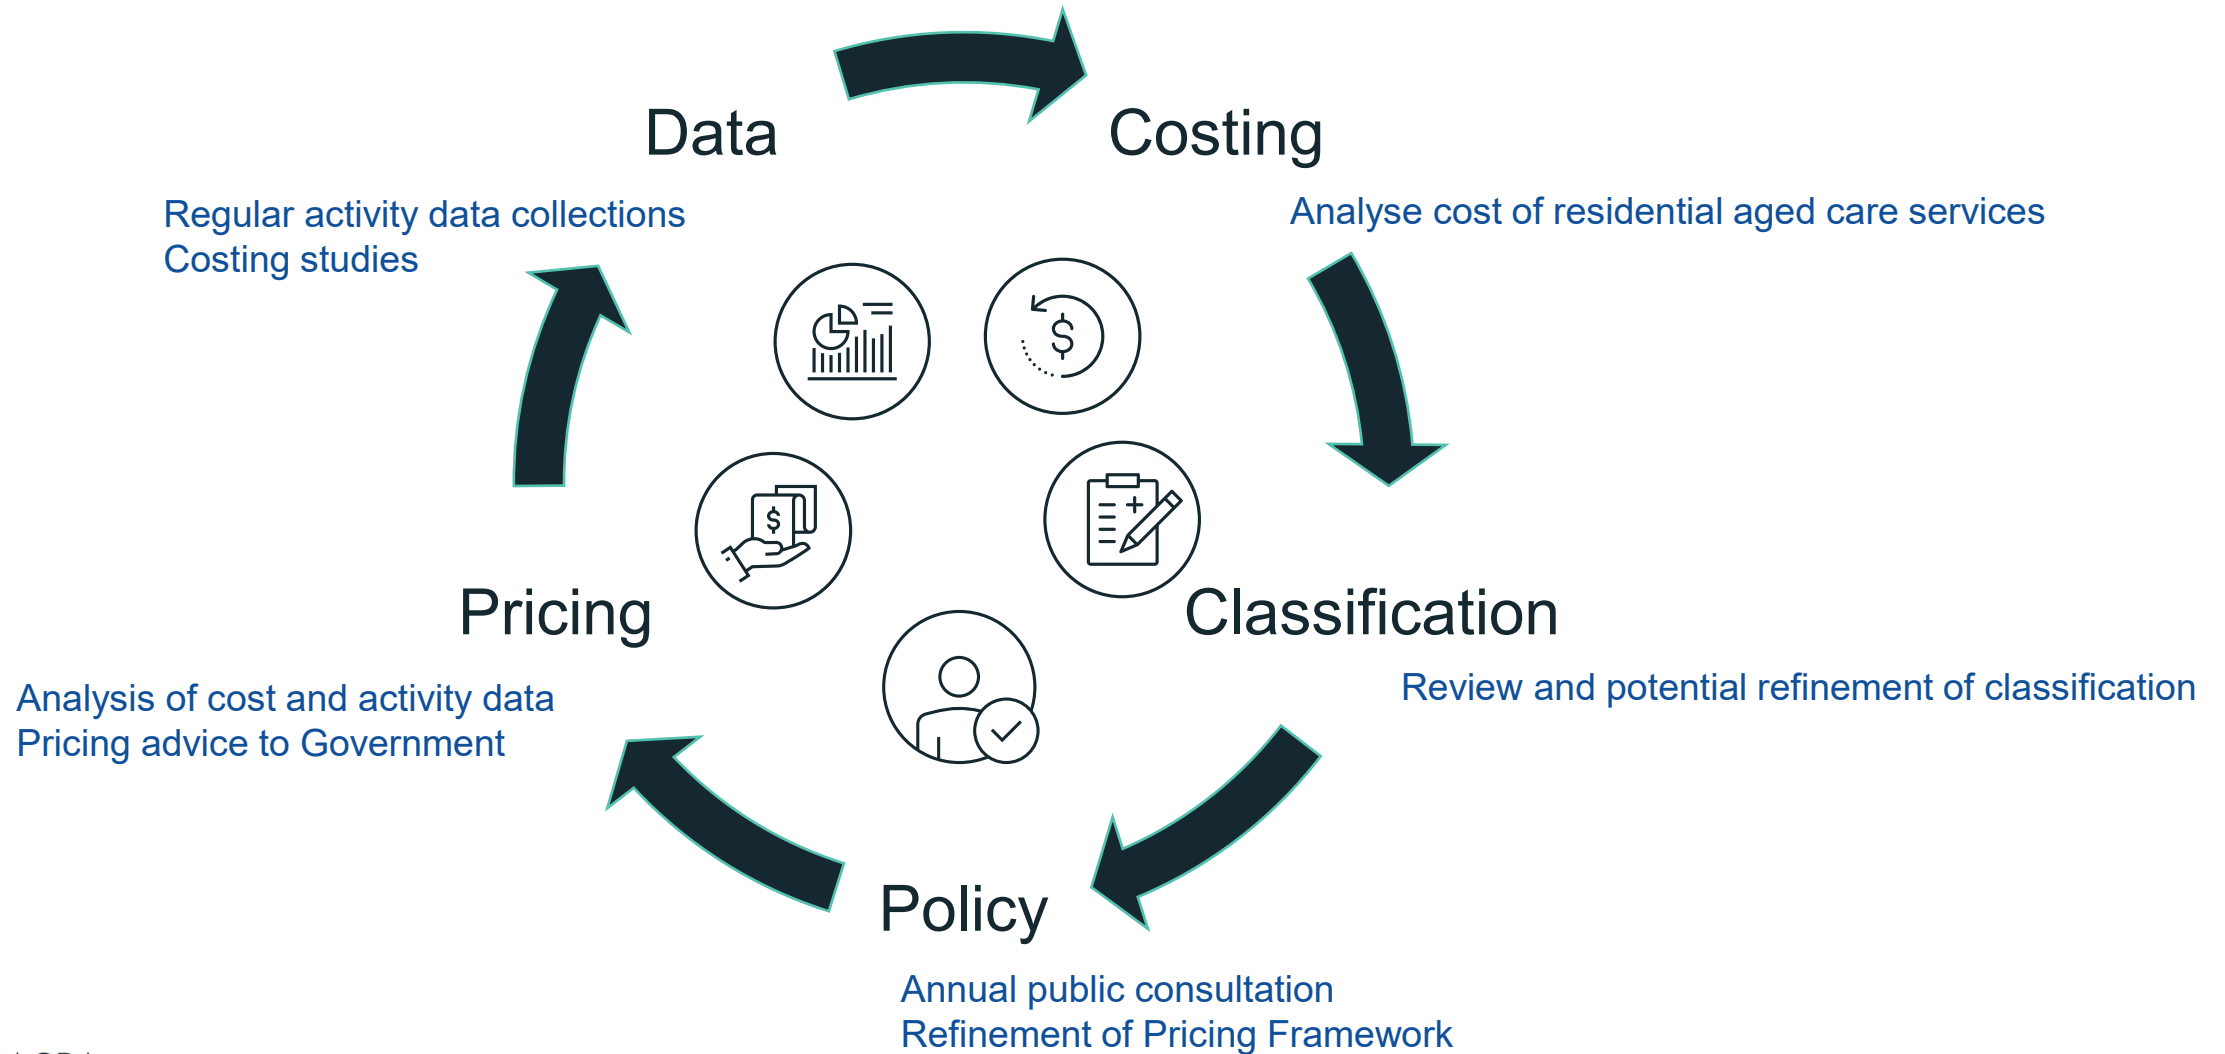 Data
Costing
Regular activity data collections
Costing studies
Analyse cost of residential aged care services
$
$
Pricing
Classification
Analysis of cost and activity data
Pricing advice to Government
Review and potential refinement of classification
Policy
Annual public consultation
Refinement of Pricing Framework